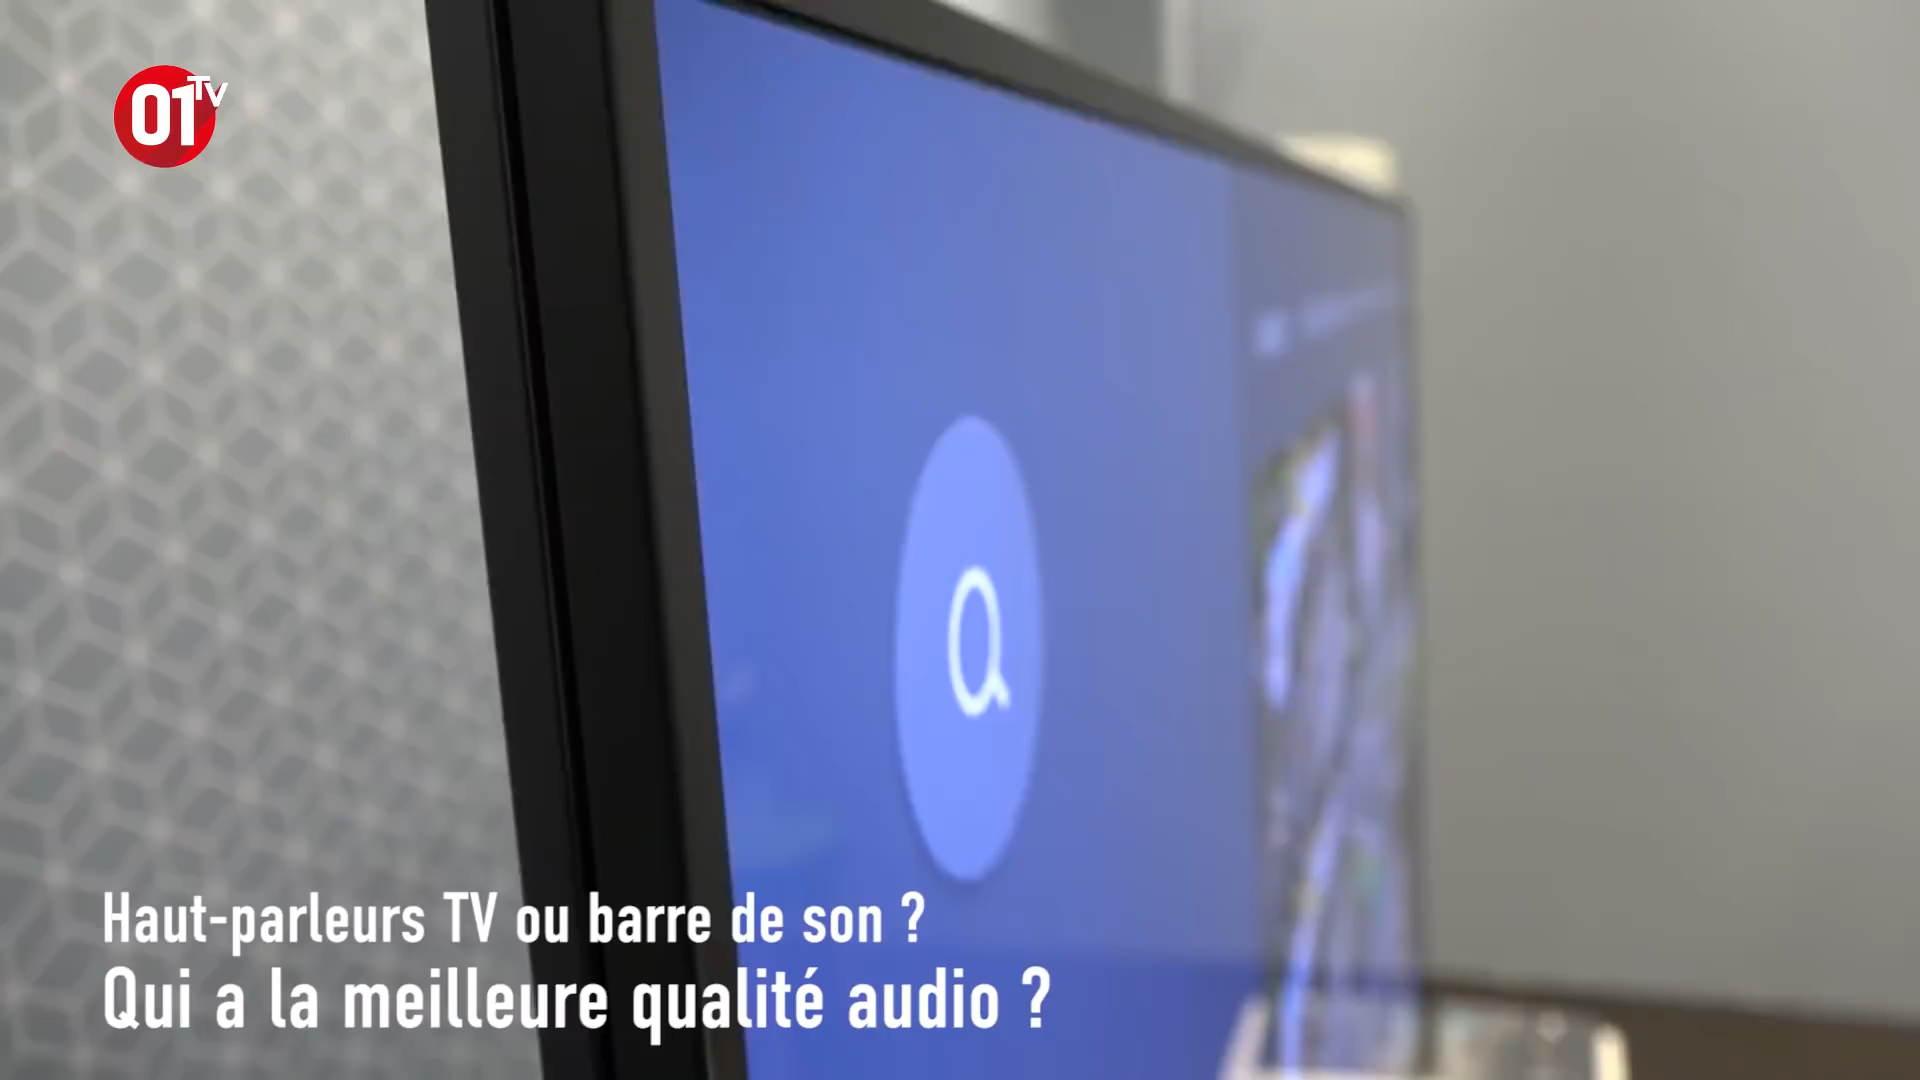 01TV
Q
Haut-parleurs TV ou barre de son ?
Qui a la meilleure qualité audio ?